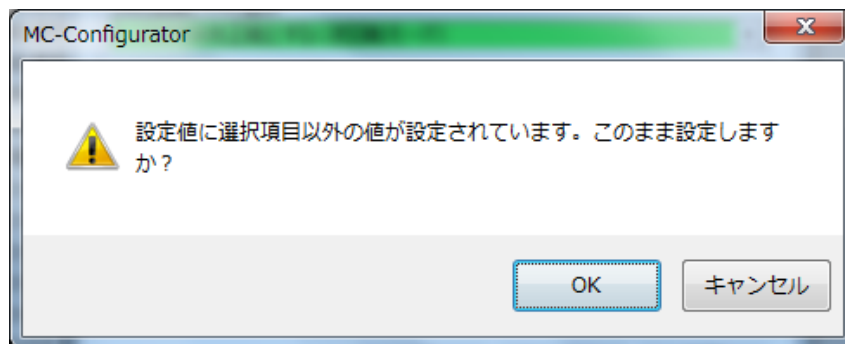 MC-Configurator
設定値に選択項目以外の値が設定されています。このまま設定します
か？
OK
キャンセル